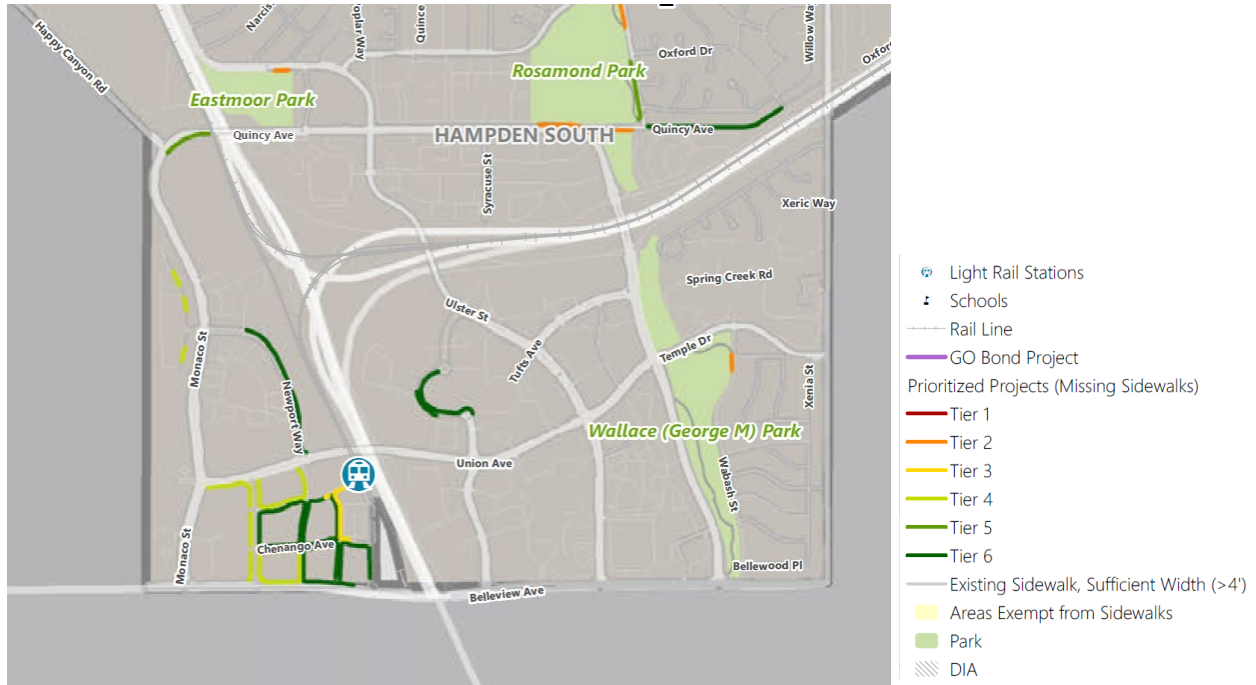 Narcis
oplar Way
Quince
Willow Wa
Oxford Dr
Oxfor
Happy Canyon Rd
Rosamond Park
Eastmoor Park
Quincy Ave
HAMPDEN SOUTH
Quincy Ave
Syracuse St
Xeric Way
Spring Creek Rd
Ulster St
Monaco St
Tufts Ave
Temple Dr
Xenia St
Newport Way
Wallace (George M) Park
Union Ave
Wabash St
Chenango Ave
Monaco St
Bellewood Pl
Belleview Ave
Light Rail Stations
Schools
Rail Line
GO Bond Project
Prioritized Projects (Missing Sidewalks)
Tier 1
Tier 2
Tier 3
Tier 4
Tier 5
Tier 6
Existing Sidewalk, Sufficient Width (>4')
Areas Exempt from Sidewalks
Park
DIA